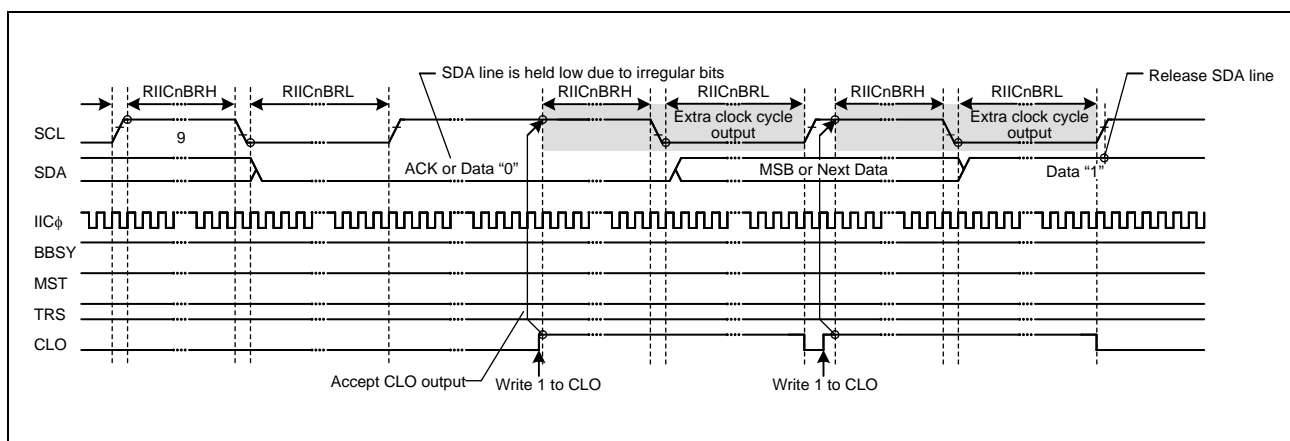 SDA line is held low due to irregular bits
Release SDA line
RIICnBRH
RIICnBRL
RIICnBRH
RIICnBRL
RIICnBRH
RIICnBRL
SCL
9
Extra clock cycle
output
Extra clock cycle
output
SDA
ACK or Data “0”
MSB or Next Data
Data “1”
IICϕ
BBSY
MST
TRS
CLO
Accept CLO output
Write 1 to CLO
Write 1 to CLO